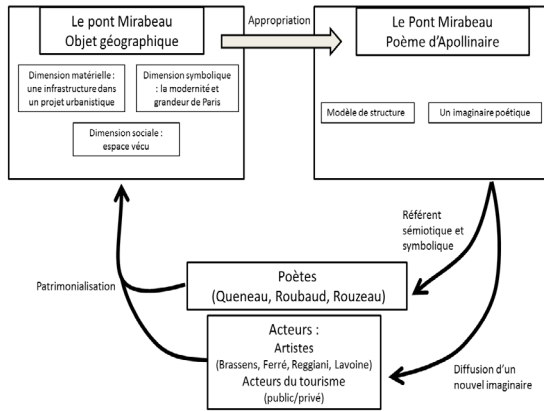 Le pont Mirabeau
Objet géographique
Appropriation
Le Pont Mirabeau
Poème d'Apollinaire
Dimension matérielle :
une infrastructure dans
un projet urbanistique
Dimension symbolique
: la modernité et
grandeur de Paris
Dimension sociale :
espace vécu
Modèle de structure
Un imaginaire poétique
Référent
sémiotique et
symbolique
Patrimonialisation
Poètes
(Queneau, Roubaud, Rouzeau)
Acteurs :
Artistes
(Brassens, Ferré, Reggiani, Lavoine)
Acteurs du tourisme
(public/privé)
Diffusion d'un
nouvel imaginaire